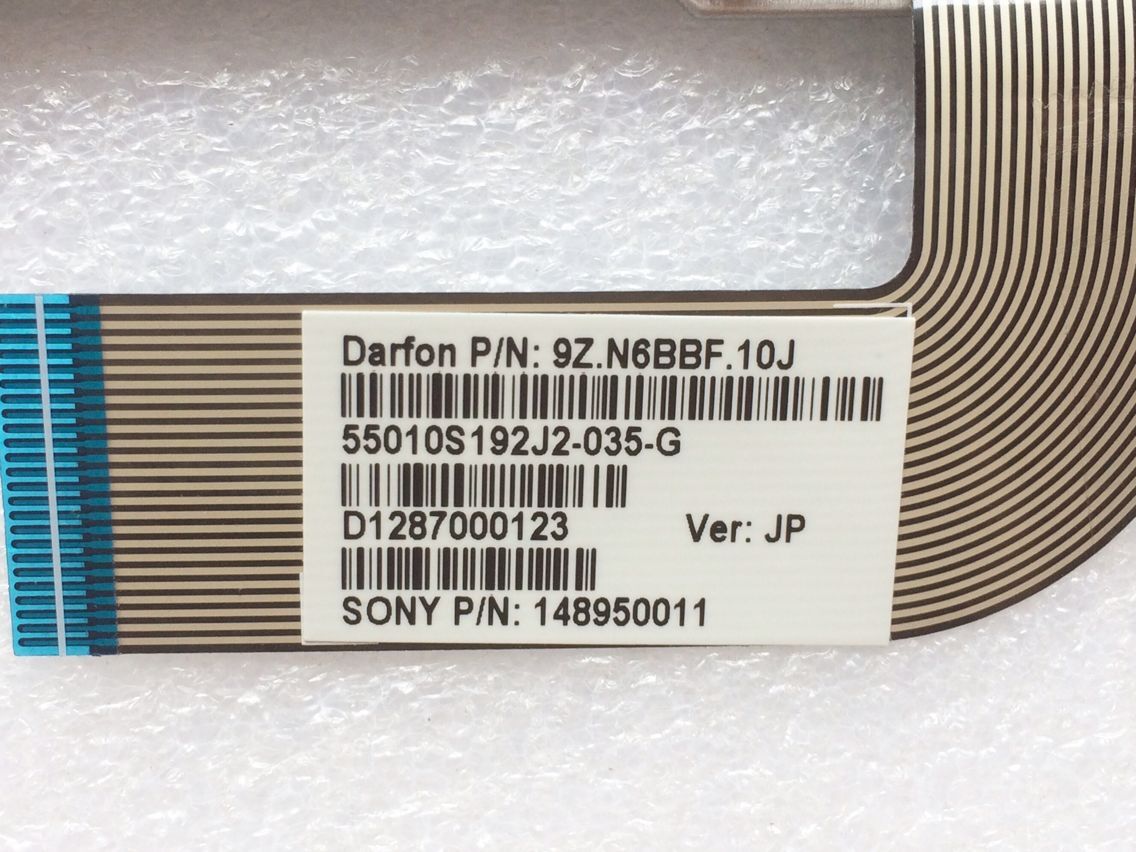 Darfon P/N: 9Z.N6BBF.10J
55010S192J2-035-G
D1287000123 Ver: JP
SONY P/N: 148950011